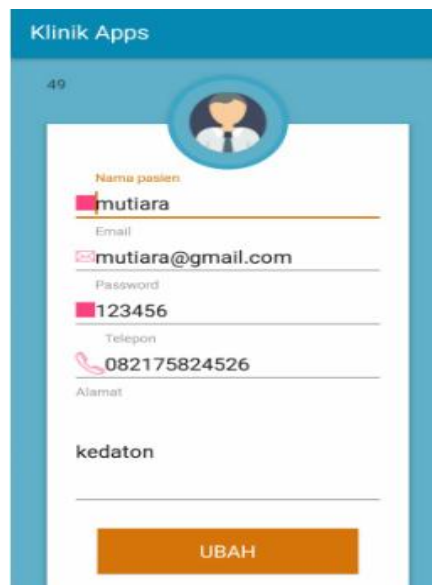 Klinik Apps
49
Nama pasien
mutiara
Email
mutiara@gmail.com
Password
123456
Telepon
082175824526
Alamat
kedaton
UBAH